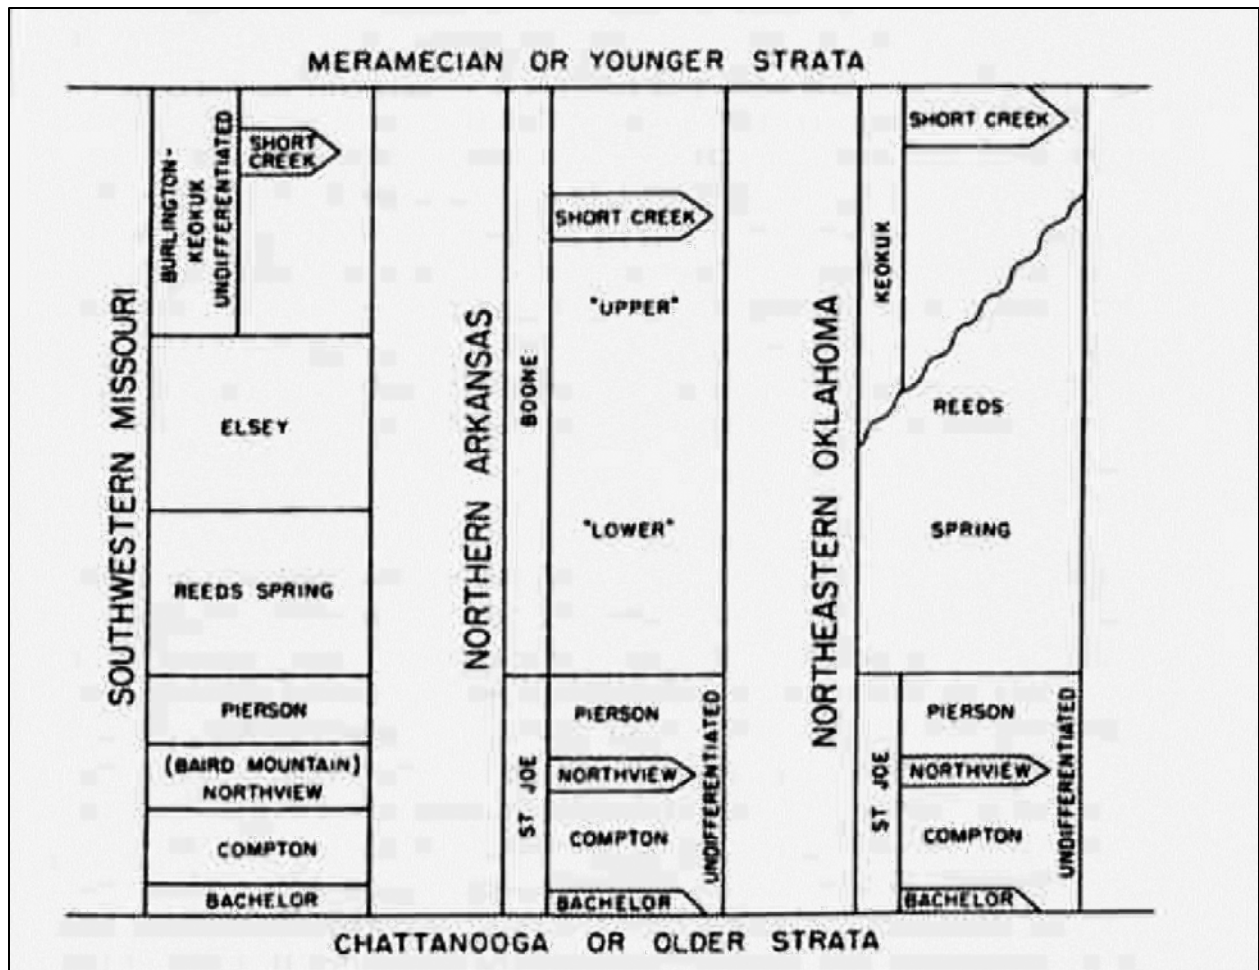 MERAMECIAN OR YOUNGER STRATA
SOUTHWESTERN MISSOURI
BURLINGTON-
KEOKUK
UNDIFFERENTIATED
SHORT
CREEK
ELSEY
REEDS SPRING
PIERSON
(BAIRD MOUNTAIN)
NORTHVIEW
COMPTON
BACHELOR
NORTHERN ARKANSAS
BOONE
SHORT CREEK
"UPPER"
"LOWER"
ST JOE
PIERSON
NORTHVIEW
COMPTON
BACHELOR
UNDIFFERENTIATED
NORTHEASTERN OKLAHOMA
KEOKUK
SHORT CREEK
REEDS
SPRING
ST JOE
PIERSON
NORTHVIEW
COMPTON
BACHELOR
UNDIFFERENTIATED
CHATTANOOGA OR OLDER STRATA